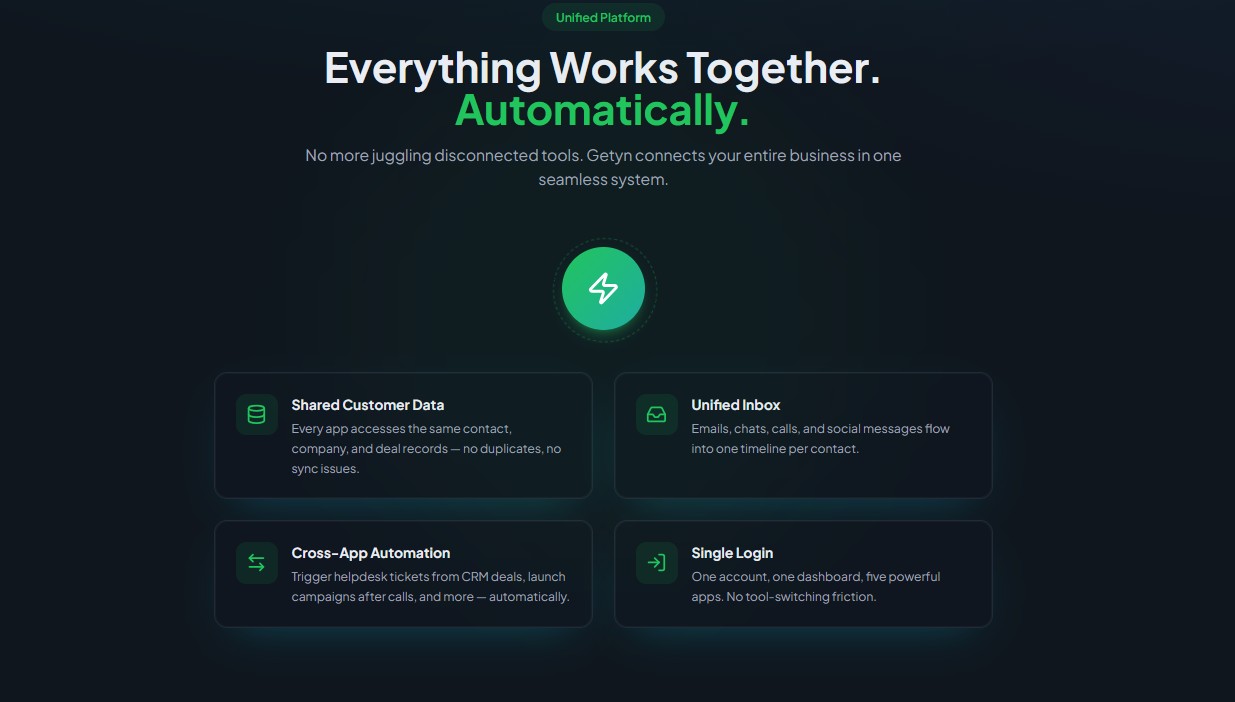 Unified Platform
Everything Works Together.
Automatically.
No more juggling disconnected tools. Getyn connects your entire business in one
seamless system.
Shared Customer Data
Every app accesses the same contact,
company, and deal records — no duplicates, no
sync issues.
Unified Inbox
Emails, chats, calls, and social messages flow
into one timeline per contact.
Cross-App Automation
Trigger helpdesk tickets from CRM deals, launch
campaigns after calls, and more — automatically.
Single Login
One account, one dashboard, five powerful
apps. No tool-switching friction.